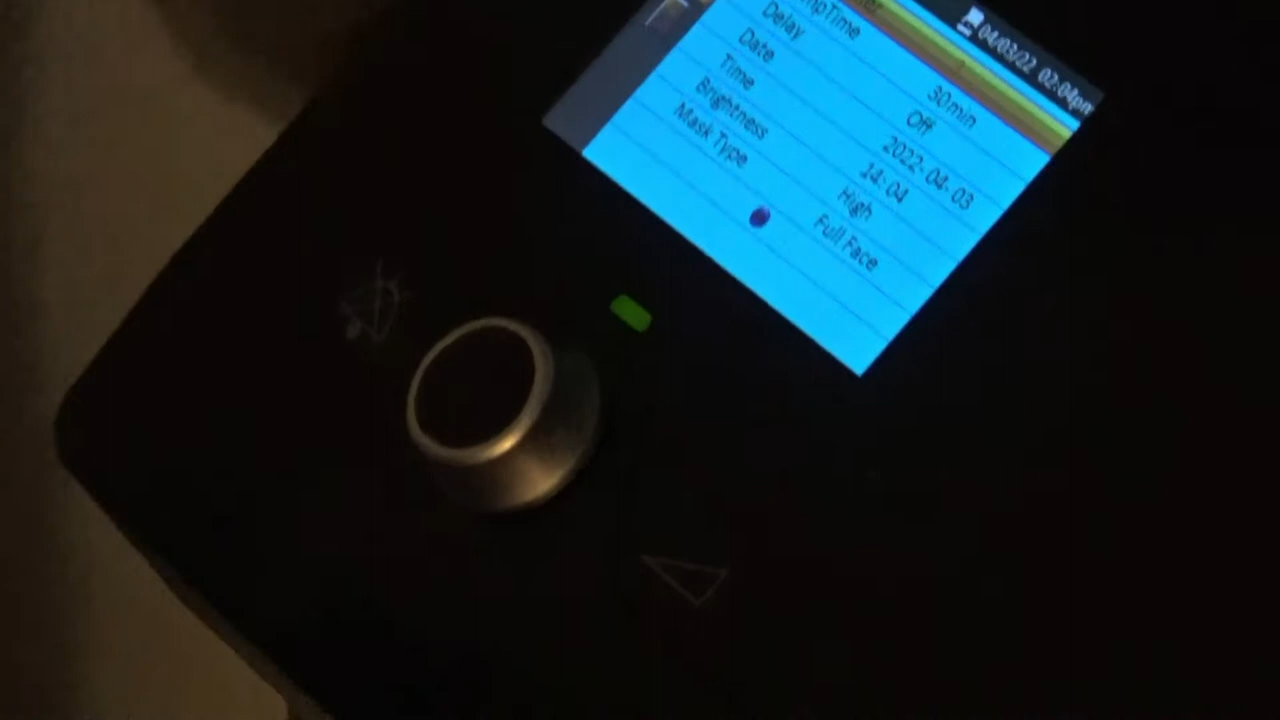 04/03/22 02:04pm
30min
Delay Off
Date 2022-04-03
Time 14:04
Brightness High
Mask Type Full Face